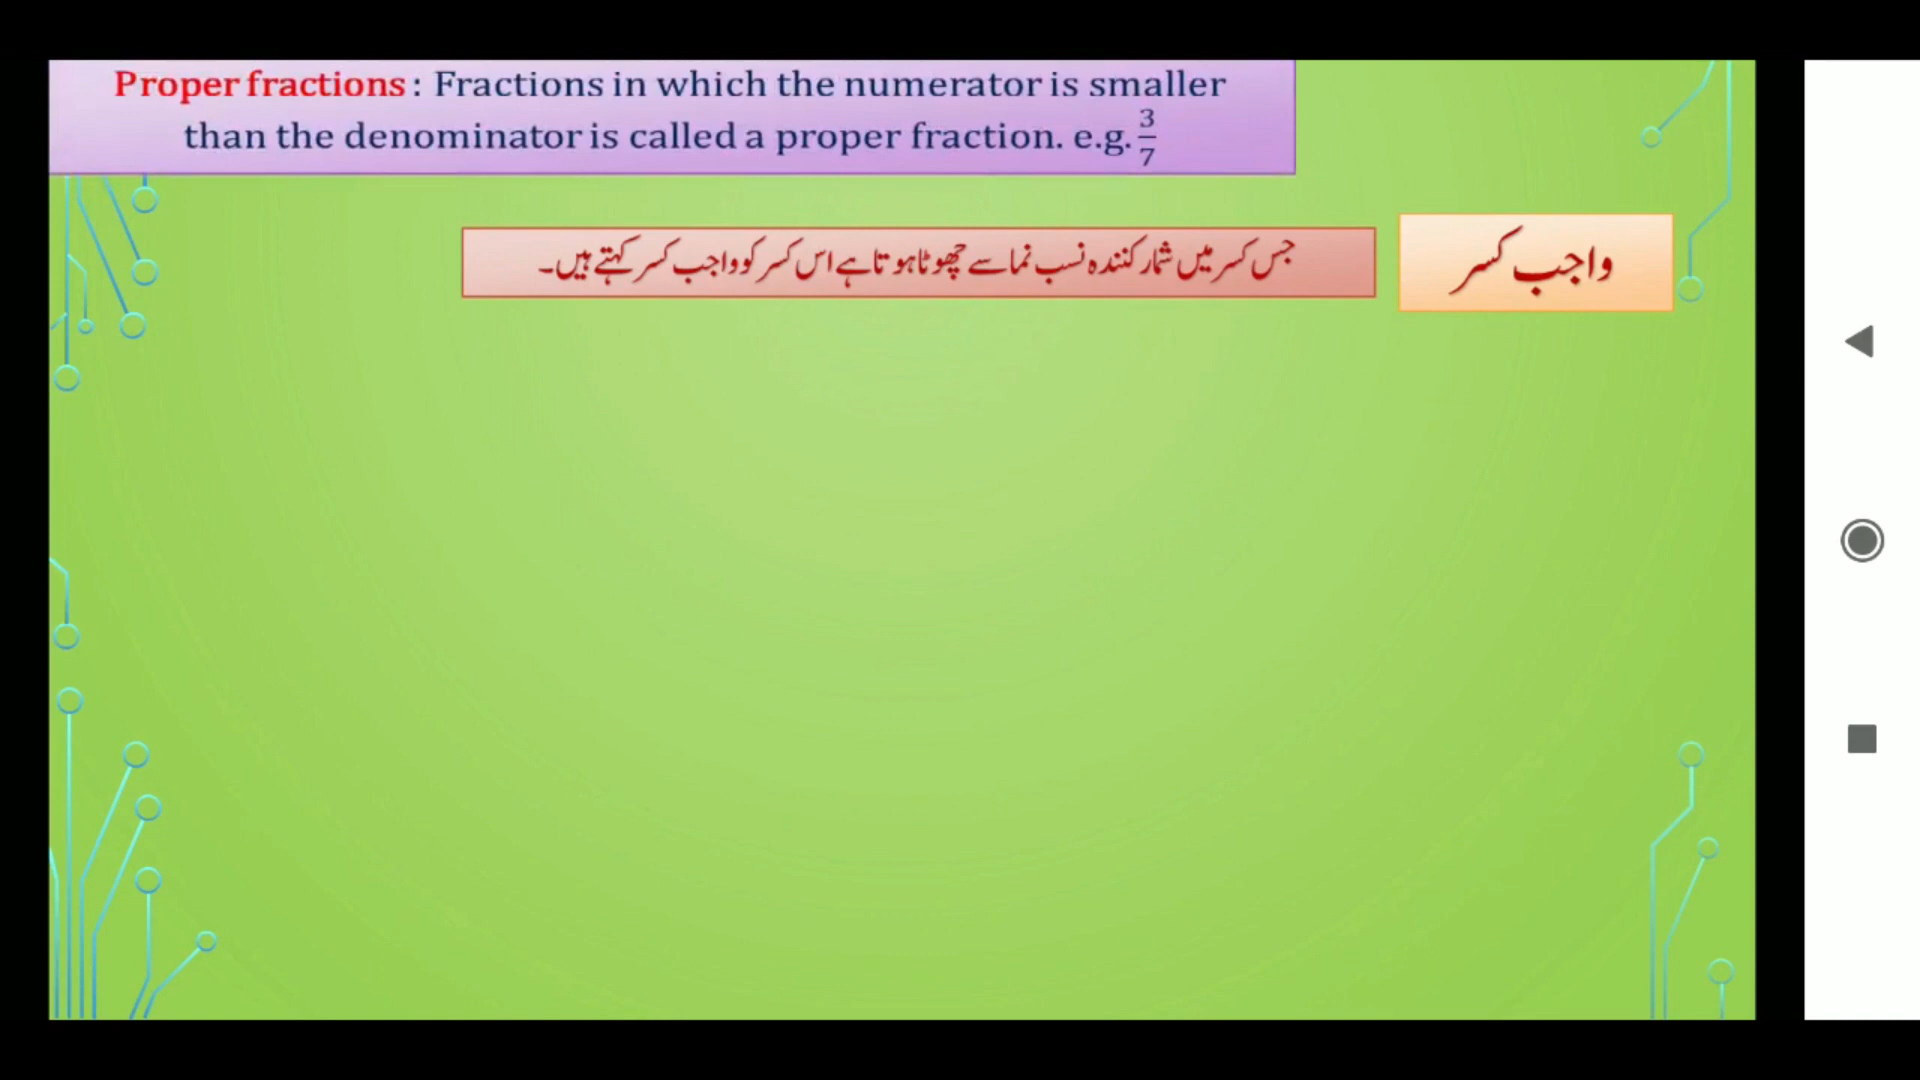 Proper fractions : Fractions in which the numerator is smaller
than the denominator is called a proper fraction. e.g. 3/7
واجب کسر
جس کسر میں شمار کنندہ نسب نما سے چھوٹا ہوتا ہے اس کسر کو واجب کسر کہتے ہیں۔